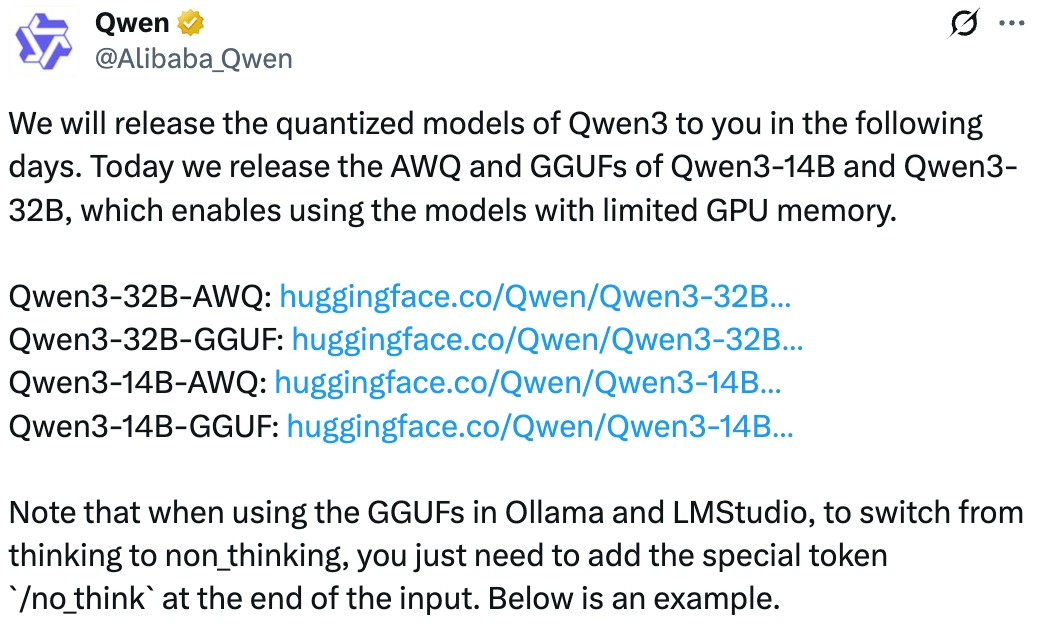 Qwen
@Alibaba_Qwen
We will release the quantized models of Qwen3 to you in the following
days. Today we release the AWQ and GGUFs of Qwen3-14B and Qwen3-
32B, which enables using the models with limited GPU memory.
Qwen3-32B-AWQ: huggingface.co/Qwen/Qwen3-32B...
Qwen3-32B-GGUF: huggingface.co/Qwen/Qwen3-32B...
Qwen3-14B-AWQ: huggingface.co/Qwen/Qwen3-14B...
Qwen3-14B-GGUF: huggingface.co/Qwen/Qwen3-14B...
Note that when using the GGUFs in Ollama and LMStudio, to switch from
thinking to non_thinking, you just need to add the special token
`/no_think` at the end of the input. Below is an example.